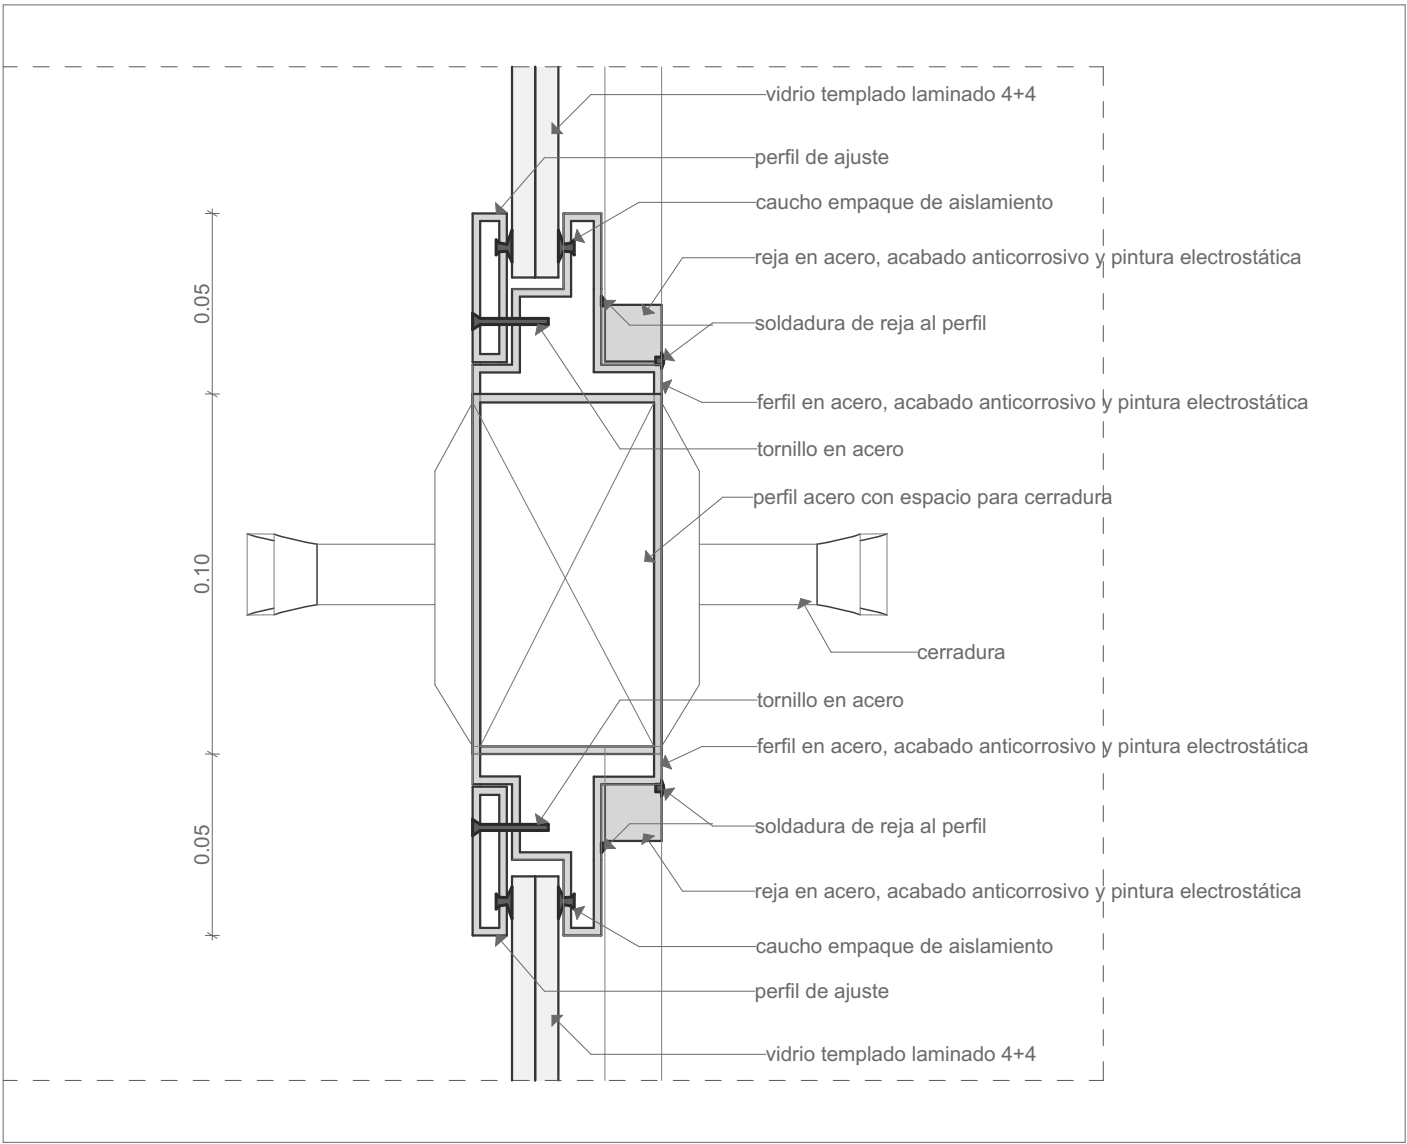 vidrio templado laminado 4+4
perfil de ajuste
caucho empaque de aislamiento
reja en acero, acabado anticorrosivo y pintura electrostática
0.05
soldadura de reja al perfil
ferfil en acero, acabado anticorrosivo y pintura electrostática
tornillo en acero
perfil acero con espacio para cerradura
0.10
cerradura
tornillo en acero
ferfil en acero, acabado anticorrosivo y pintura electrostática
soldadura de reja al perfil
0.05
reja en acero, acabado anticorrosivo y pintura electrostática
caucho empaque de aislamiento
perfil de ajuste
vidrio templado laminado 4+4